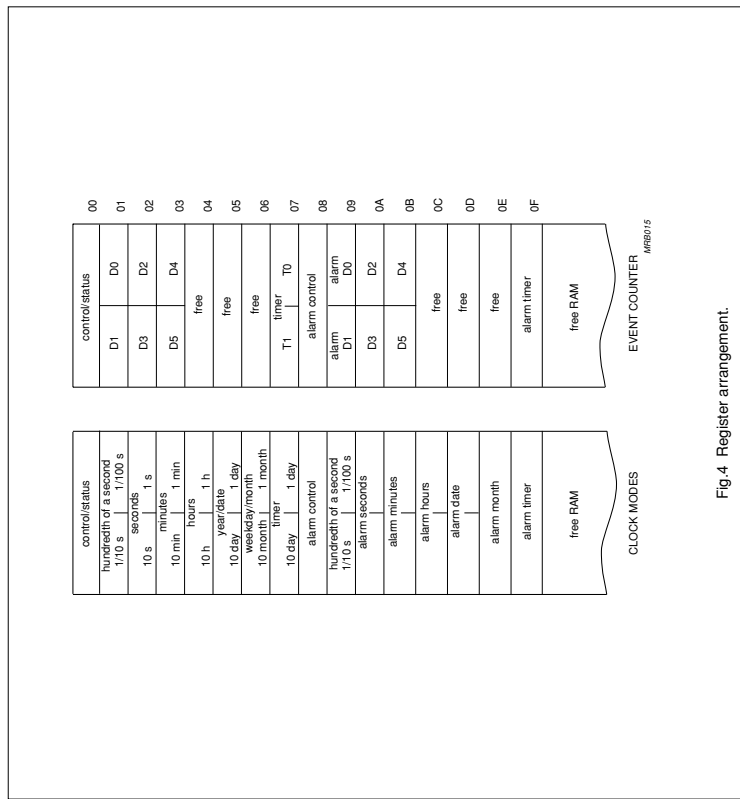 control/status
hundredth of a second
1/10 s 1/100 s
seconds
10 s 1 s
minutes
10 min 1 min
hours
10 h 1 h
year/date
10 day 1 day
weekday/month
10 month 1 month
timer
10 day 1 day
alarm control
hundredth of a second
1/10 s 1/100 s
alarm seconds
alarm minutes
alarm hours
alarm date
alarm month
alarm timer
free RAM
CLOCK MODES
control/status
D1 D0
D3 D2
D5 D4
free
free
free
timer
T1 T0
alarm control
alarm alarm
D1 D0
D3 D2
D5 D4
free
free
free
alarm timer
free RAM
EVENT COUNTER
00
01
02
03
04
05
06
07
08
09
0A
0B
0C
0D
0E
0F
MRB015
Fig.4 Register arrangement.